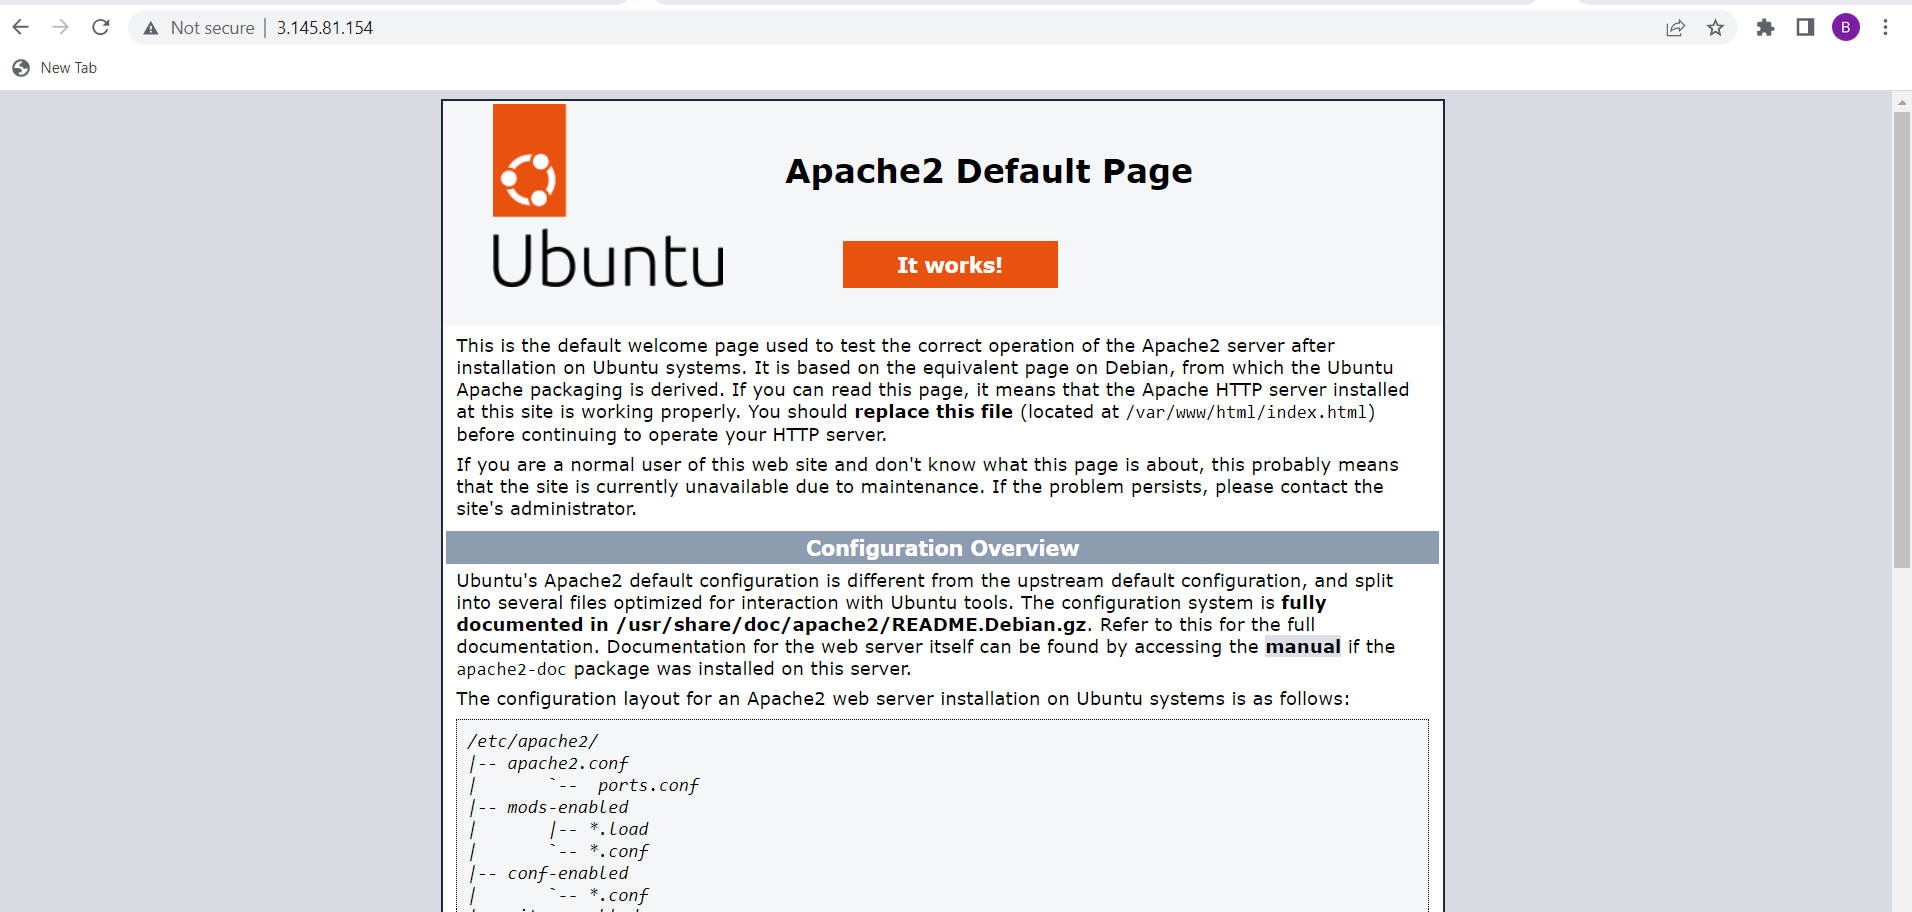 Not secure | 3.145.81.154
B
New Tab
Apache2 Default Page
Ubuntu
It works!
This is the default welcome page used to test the correct operation of the Apache2 server after
installation on Ubuntu systems. It is based on the equivalent page on Debian, from which the Ubuntu
Apache packaging is derived. If you can read this page, it means that the Apache HTTP server installed
at this site is working properly. You should replace this file (located at /var/www/html/index.html)
before continuing to operate your HTTP server.
If you are a normal user of this web site and don't know what this page is about, this probably means
that the site is currently unavailable due to maintenance. If the problem persists, please contact the
site's administrator.
Configuration Overview
Ubuntu's Apache2 default configuration is different from the upstream default configuration, and split
into several files optimized for interaction with Ubuntu tools. The configuration system is fully
documented in /usr/share/doc/apache2/README.Debian.gz. Refer to this for the full
documentation. Documentation for the web server itself can be found by accessing the manual if the
apache2-doc package was installed on this server.
The configuration layout for an Apache2 web server installation on Ubuntu systems is as follows:
/etc/apache2/
|-- apache2.conf
|       `--  ports.conf
|-- mods-enabled
|       |-- *.load
|       `-- *.conf
|-- conf-enabled
|       `-- *.conf